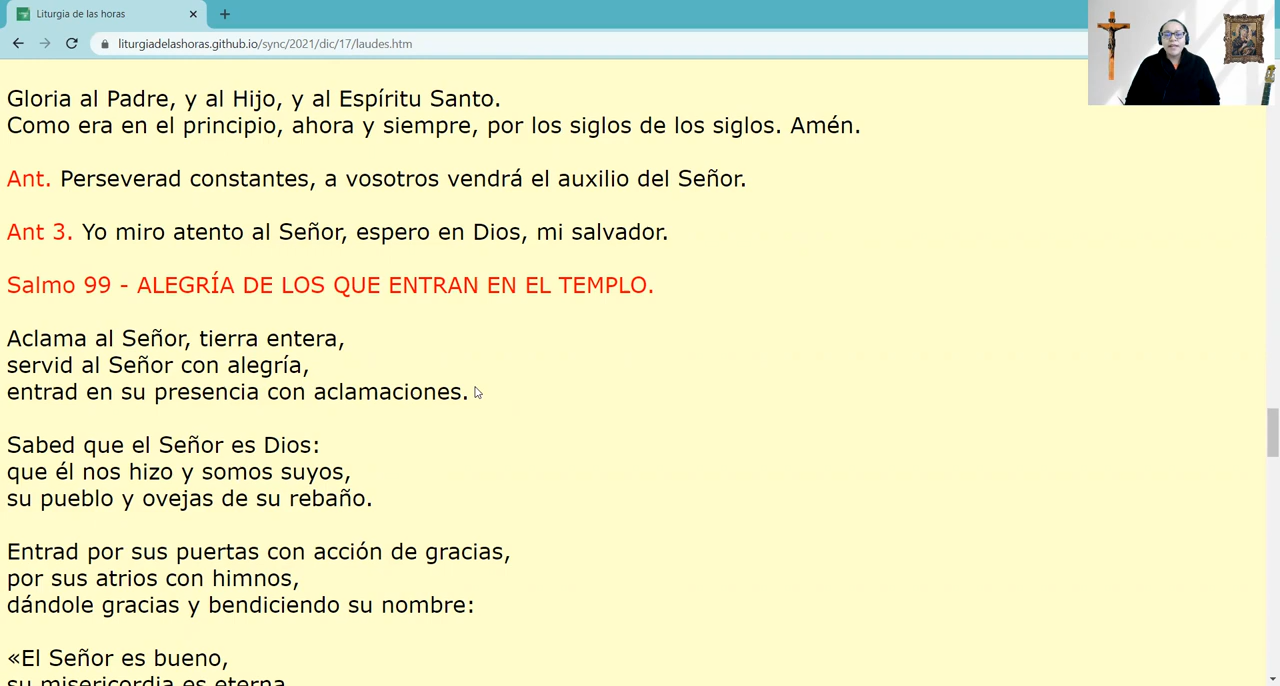 Liturgia de las horas
liturgiadelashoras.github.io/sync/2021/dic/17/laudes.htm
Gloria al Padre, y al Hijo, y al Espíritu Santo.
Como era en el principio, ahora y siempre, por los siglos de los siglos. Amén.
Ant. Perseverad constantes, a vosotros vendrá el auxilio del Señor.
Ant 3. Yo miro atento al Señor, espero en Dios, mi salvador.
Salmo 99 - ALEGRÍA DE LOS QUE ENTRAN EN EL TEMPLO.
Aclama al Señor, tierra entera,
servid al Señor con alegría,
entrad en su presencia con aclamaciones.
Sabed que el Señor es Dios:
que él nos hizo y somos suyos,
su pueblo y ovejas de su rebaño.
Entrad por sus puertas con acción de gracias,
por sus atrios con himnos,
dándole gracias y bendiciendo su nombre:
«El Señor es bueno,
su misericordia es eterna